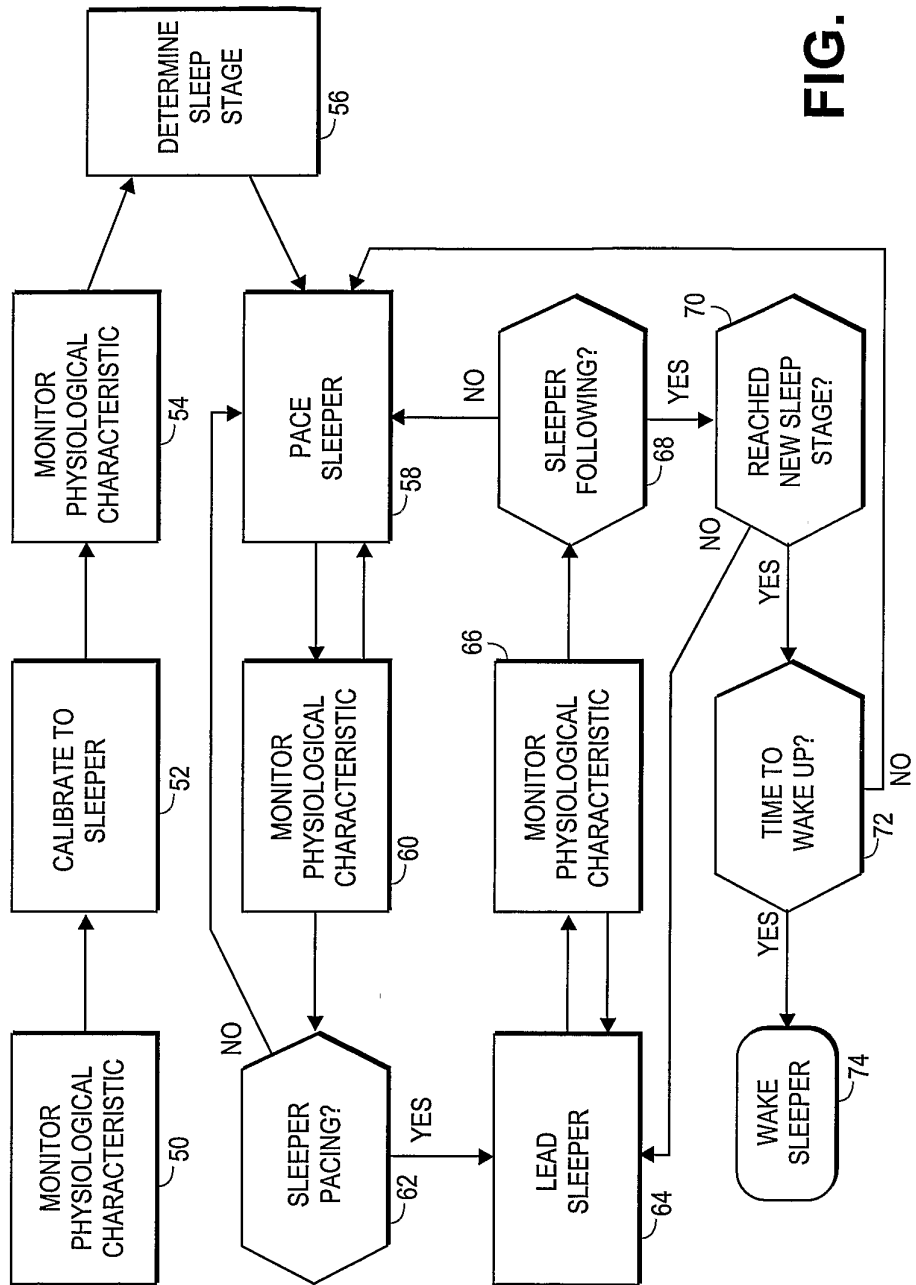 MONITOR
PHYSIOLOGICAL
CHARACTERISTIC
50
CALIBRATE TO
SLEEPER
52
MONITOR
PHYSIOLOGICAL
CHARACTERISTIC
54
DETERMINE
SLEEP
STAGE
56
PACE
SLEEPER
58
MONITOR
PHYSIOLOGICAL
CHARACTERISTIC
60
SLEEPER
PACING?
62
NO
YES
LEAD
SLEEPER
64
MONITOR
PHYSIOLOGICAL
CHARACTERISTIC
66
SLEEPER
FOLLOWING?
68
NO
YES
REACHED
NEW SLEEP
STAGE?
70
NO
YES
TIME TO
WAKE UP?
72
NO
YES
WAKE
SLEEPER
74
FIG.